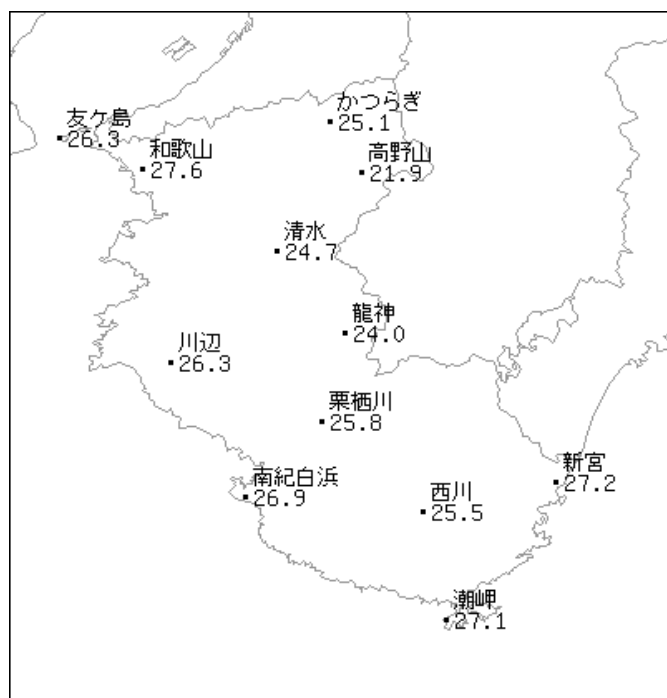 かつらぎ
25.1
友ケ島
26.3
和歌山
27.6
高野山
21.9
清水
24.7
龍神
24.0
川辺
26.3
栗栖川
25.8
新宮
27.2
南紀白浜
26.9
西川
25.5
潮岬
27.1